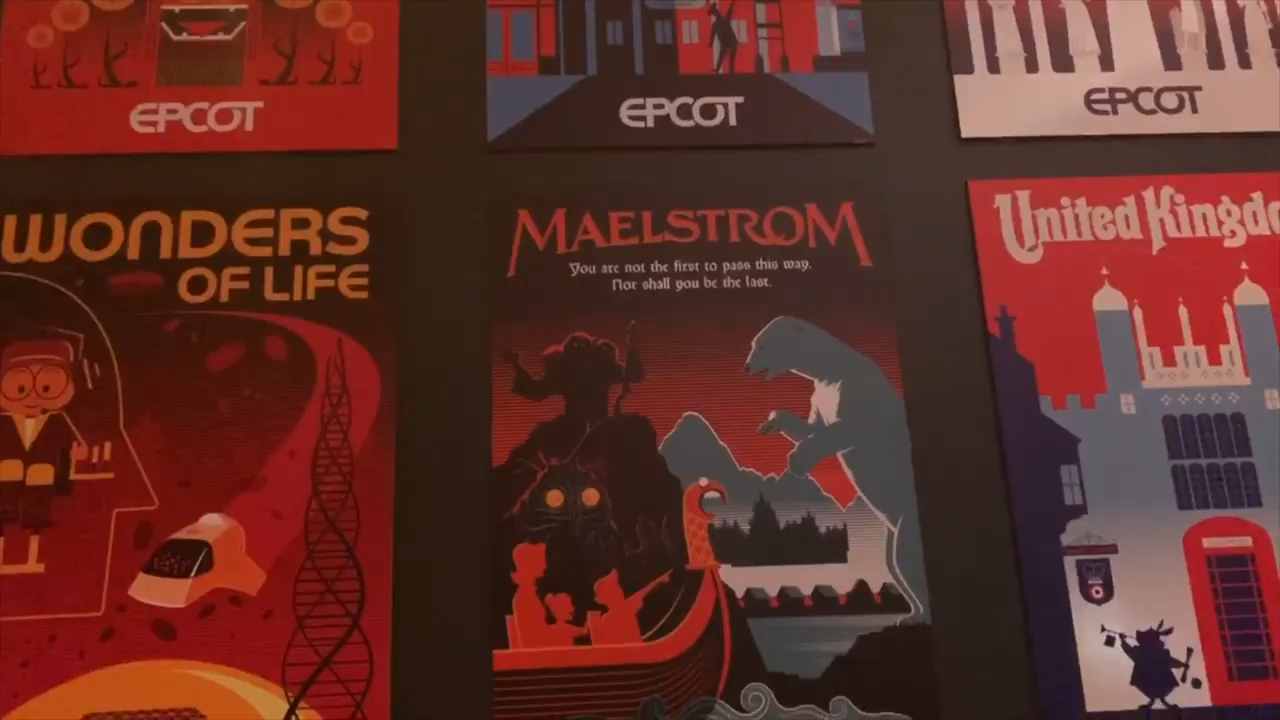 EPCOT
EPCOT
EPCOT
WONDERS
OF LIFE
MAELSTROM
You are not the first to pass this way.
Nor shall you be the last.
United Kingdo